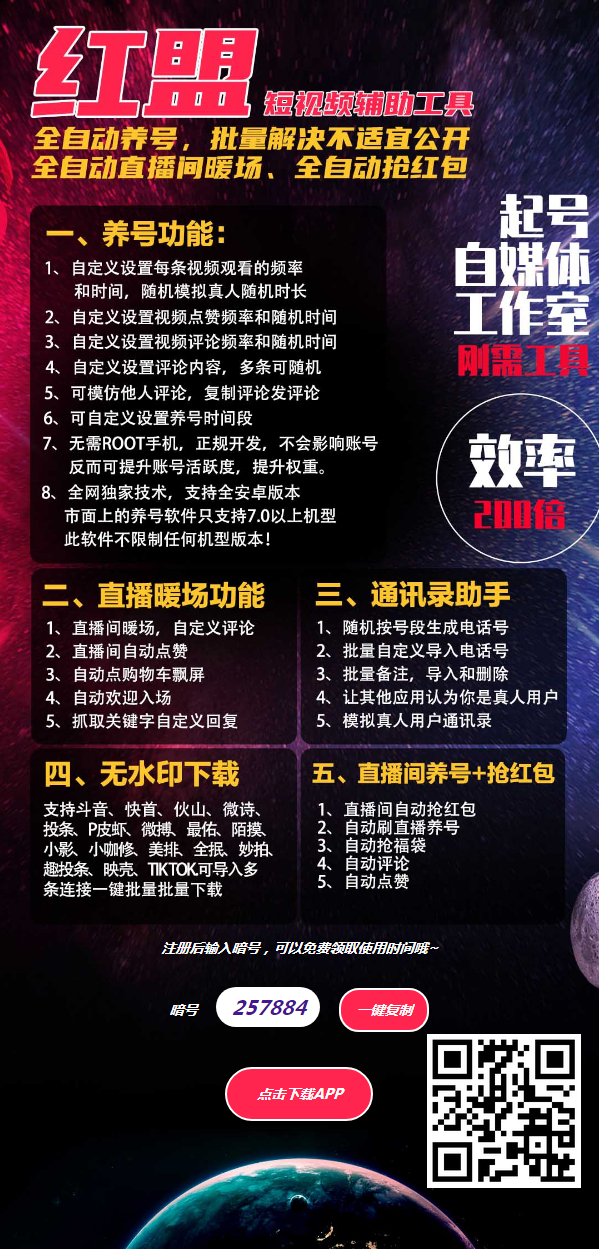 红盟 短视频辅助工具
全自动养号，批量解决不适宜公开
全自动直播间暖场、全自动抢红包
起号
自媒体
工作室
刚需工具
效率
200倍
一、养号功能：
1、自定义设置每条视频观看的频率
和时间，随机模拟真人随机时长
2、自定义设置视频点赞频率和随机时间
3、自定义设置视频评论频率和随机时间
4、自定义设置评论内容，多条可随机
5、可模仿他人评论，复制评论发评论
6、可自定义设置养号时间段
7、无需ROOT手机，正规开发，不会影响账号
反而可提升账号活跃度，提升权重。
8、全网独家技术，支持全安卓版本
市面上的养号软件只支持7.0以上机型
此软件不限制任何机型版本！
二、直播暖场功能
1、直播间暖场，自定义评论
2、直播间自动点赞
3、自动点购物车飘屏
4、自动欢迎入场
5、抓取关键字自定义回复
三、通讯录助手
1、随机按号段生成电话号
2、批量自定义导入电话号
3、批量备注，导入和删除
4、让其他应用认为你是真人用户
5、模拟真人用户通讯录
四、无水印下载
支持斗音、快首、伙山、微诗、
投条、P皮虾、微搏、最佑、陌摸、
小影、小咖修、美排、全抿、妙拍、
趣投条、映壳、TIKTOK.可导入多
条连接一键批量批量下载
五、直播间养号+抢红包
1、直播间自动抢红包
2、自动刷直播养号
3、自动抢福袋
4、自动评论
5、自动点赞
注册后输入暗号，可以免费领取使用时间哦~
暗号 257884 一键复制
点击下载APP